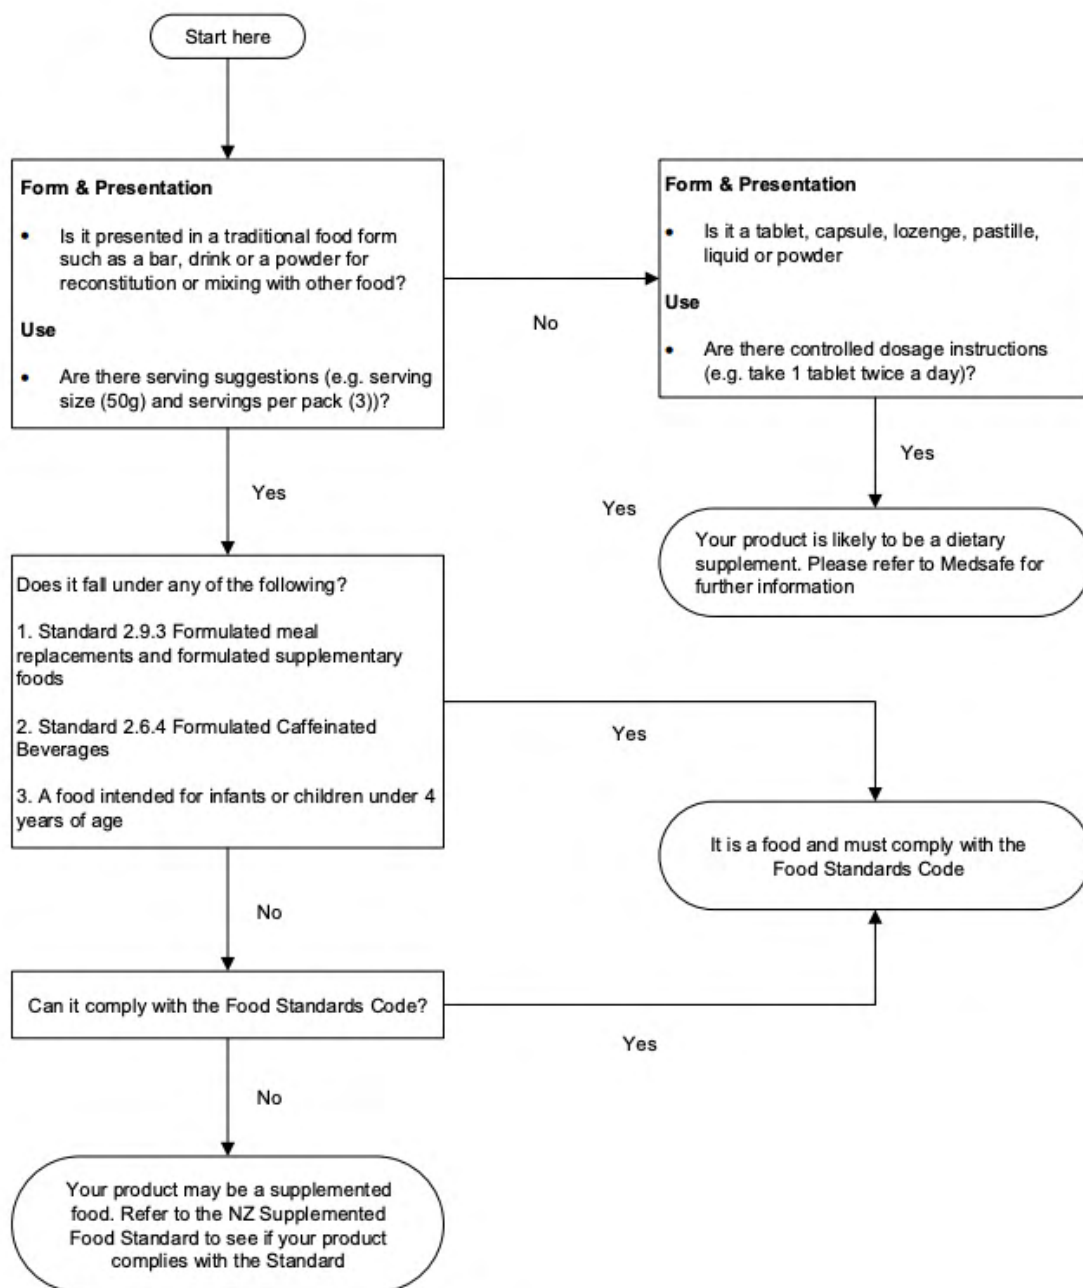 Start here
Form & Presentation
• Is it presented in a traditional food form
such as a bar, drink or a powder for
reconstitution or mixing with other food?
Use
• Are there serving suggestions (e.g. serving
size (50g) and servings per pack (3))?
No
Form & Presentation
• Is it a tablet, capsule, lozenge, pastille,
liquid or powder
Use
• Are there controlled dosage instructions
(e.g. take 1 tablet twice a day)?
Yes
Yes
Yes
Your product is likely to be a dietary
supplement. Please refer to Medsafe for
further information
Does it fall under any of the following?
1. Standard 2.9.3 Formulated meal
replacements and formulated supplementary
foods
2. Standard 2.6.4 Formulated Caffeinated
Beverages
3. A food intended for infants or children under 4
years of age
Yes
It is a food and must comply with the
Food Standards Code
No
Can it comply with the Food Standards Code?
Yes
No
Your product may be a supplemented
food. Refer to the NZ Supplemented
Food Standard to see if your product
complies with the Standard